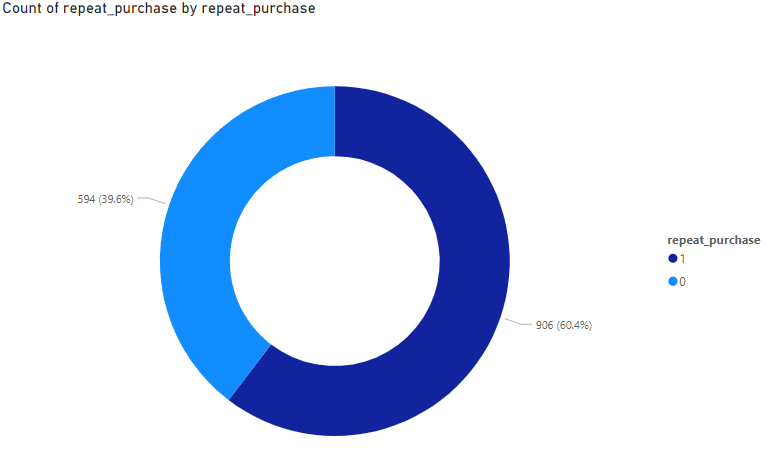 Count of repeat_purchase by repeat_purchase
594 (39.6%)
906 (60.4%)
repeat_purchase
1
0